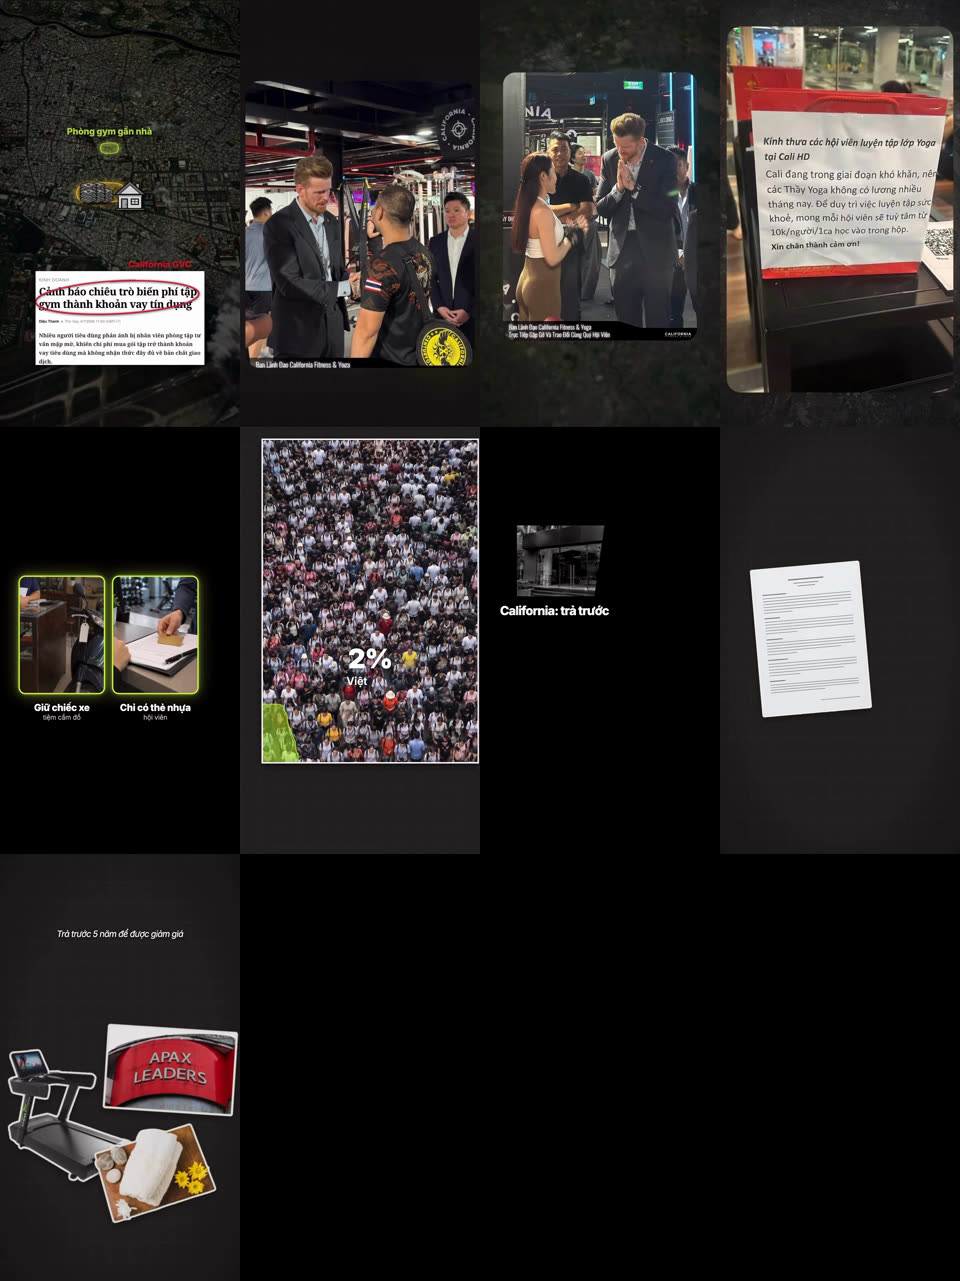 Phòng gym gần nhà
California GVC
KINH DOANH
Cảnh báo chiêu trò biến phí tập
gym thành khoản vay tín dụng
Nhiều người tiêu dùng phản ánh bị nhân viên phòng tập tư
vấn mập mờ, khiến chi phí mua gói tập trở thành khoản
vay tiêu dùng mà không nhận thức đầy đủ về bản chất giao
dịch.
CALIFORNIA
Ban Lãnh Đạo California Fitness & Yoga
NIA
Ban Lãnh Đạo California Fitness & Yoga
Trực Tiếp Gặp Gỡ Và Trao Đổi Cùng Quý Hội Viên
CALIFORNIA
Kính thưa các hội viên luyện tập lớp Yoga
tại Cali HD
Cali đang trong giai đoạn khó khăn, nên
các Thầy Yoga không có lương nhiều
tháng nay. Để duy trì việc luyện tập sức
khoẻ, mong mỗi hội viên sẽ tuỳ tâm từ
10k/người/1ca học vào trong hộp.
Xin chân thành cảm ơn!
Giữ chiếc xe
tiệm cầm đồ
Chỉ có thẻ nhựa
hội viên
2%
Việt
California: trả trước
Trả trước 5 năm để được giảm giá
APAX
LEADERS